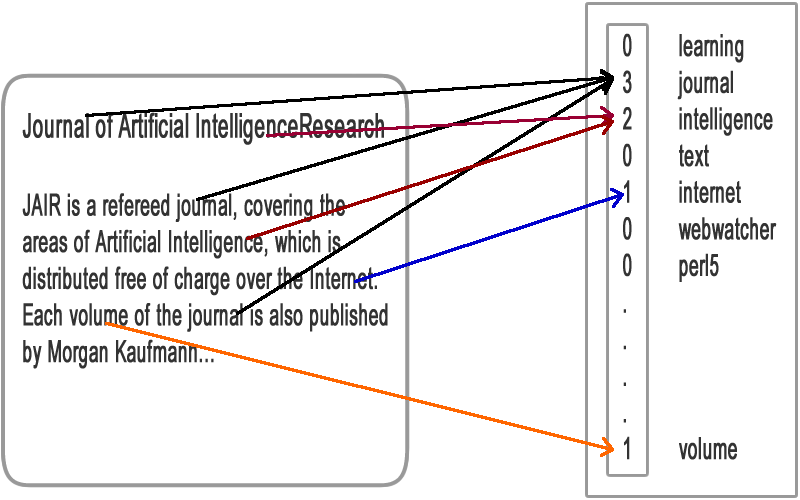 Journal of Artificial IntelligenceResearch
JAIR is a refereed journal, covering the
areas of Artificial Intelligence, which is
distributed free of charge over the Internet.
Each volume of the journal is also published
by Morgan Kaufmann...
0 learning
3 journal
2 intelligence
0 text
1 internet
0 webwatcher
0 perl5
.
.
.
.
1 volume